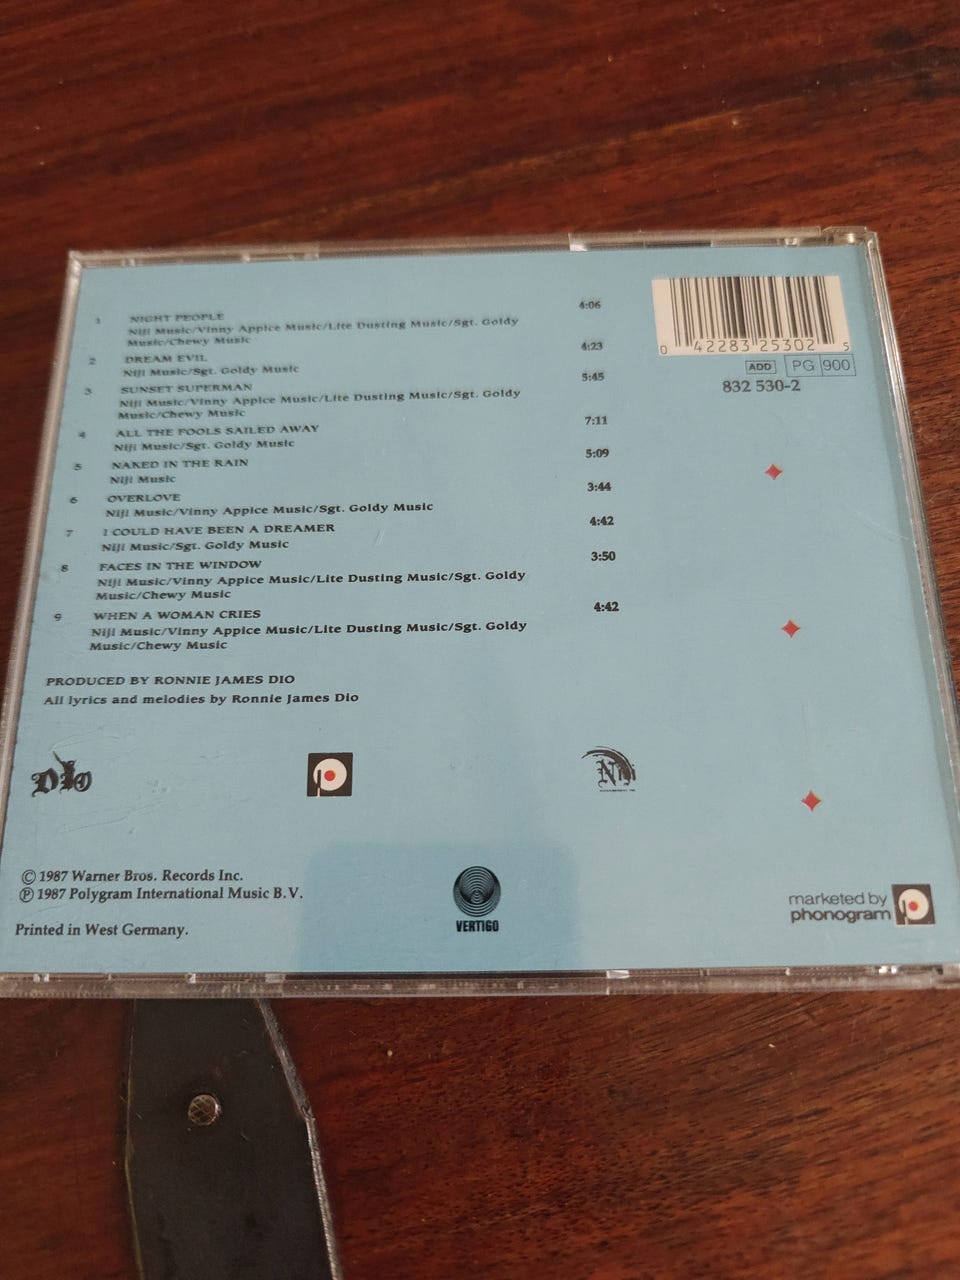 1 NIGHT PEOPLE 4:06
Niji Music/Vinny Appice Music/Lite Dusting Music/Sgt. Goldy
Music/Chewy Music
2 DREAM EVIL 4:23
Niji Music/Sgt. Goldy Music
3 SUNSET SUPERMAN 5:45
Niji Music/Vinny Appice Music/Lite Dusting Music/Sgt. Goldy
Music/Chewy Music
4 ALL THE FOOLS SAILED AWAY 7:11
Niji Music/Sgt. Goldy Music
5 NAKED IN THE RAIN 5:09
Niji Music
6 OVERLOVE 3:44
Niji Music/Vinny Appice Music/Sgt. Goldy Music
7 I COULD HAVE BEEN A DREAMER 4:42
Niji Music/Sgt. Goldy Music
8 FACES IN THE WINDOW 3:50
Niji Music/Vinny Appice Music/Lite Dusting Music/Sgt. Goldy
Music/Chewy Music
9 WHEN A WOMAN CRIES 4:42
Niji Music/Vinny Appice Music/Lite Dusting Music/Sgt. Goldy
Music/Chewy Music
0 42283 25302 5
ADD PG 900
832 530-2
PRODUCED BY RONNIE JAMES DIO
All lyrics and melodies by Ronnie James Dio
DIO
Niji
© 1987 Warner Bros. Records Inc.
℗ 1987 Polygram International Music B.V.
Printed in West Germany.
VERTIGO
marketed by
phonogram